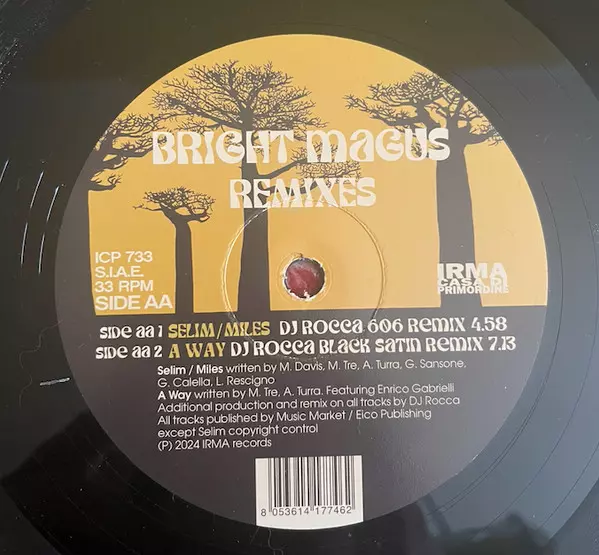 BRIGHT MAGUS
REMIXES
ICP 733
S.I.A.E.
33 RPM
SIDE AA
IRMA
CASA DI
PRIMORDINE
SIDE AA 1 SELIM / MILES DJ ROCCA 606 REMIX 4.58
SIDE AA 2 A WAY DJ ROCCA BLACK SATIN REMIX 7.13
Selim / Miles written by M. Davis, M. Tre, A. Turra, G. Sansone,
G. Calella, L. Rescigno
A Way written by M. Tre, A. Turra. Featuring Enrico Gabrielli
Additional production and remix on all tracks by DJ Rocca
All tracks published by Music Market / Eico Publishing
except Selim copyright control
(P) 2024 IRMA records
8 053614 177462